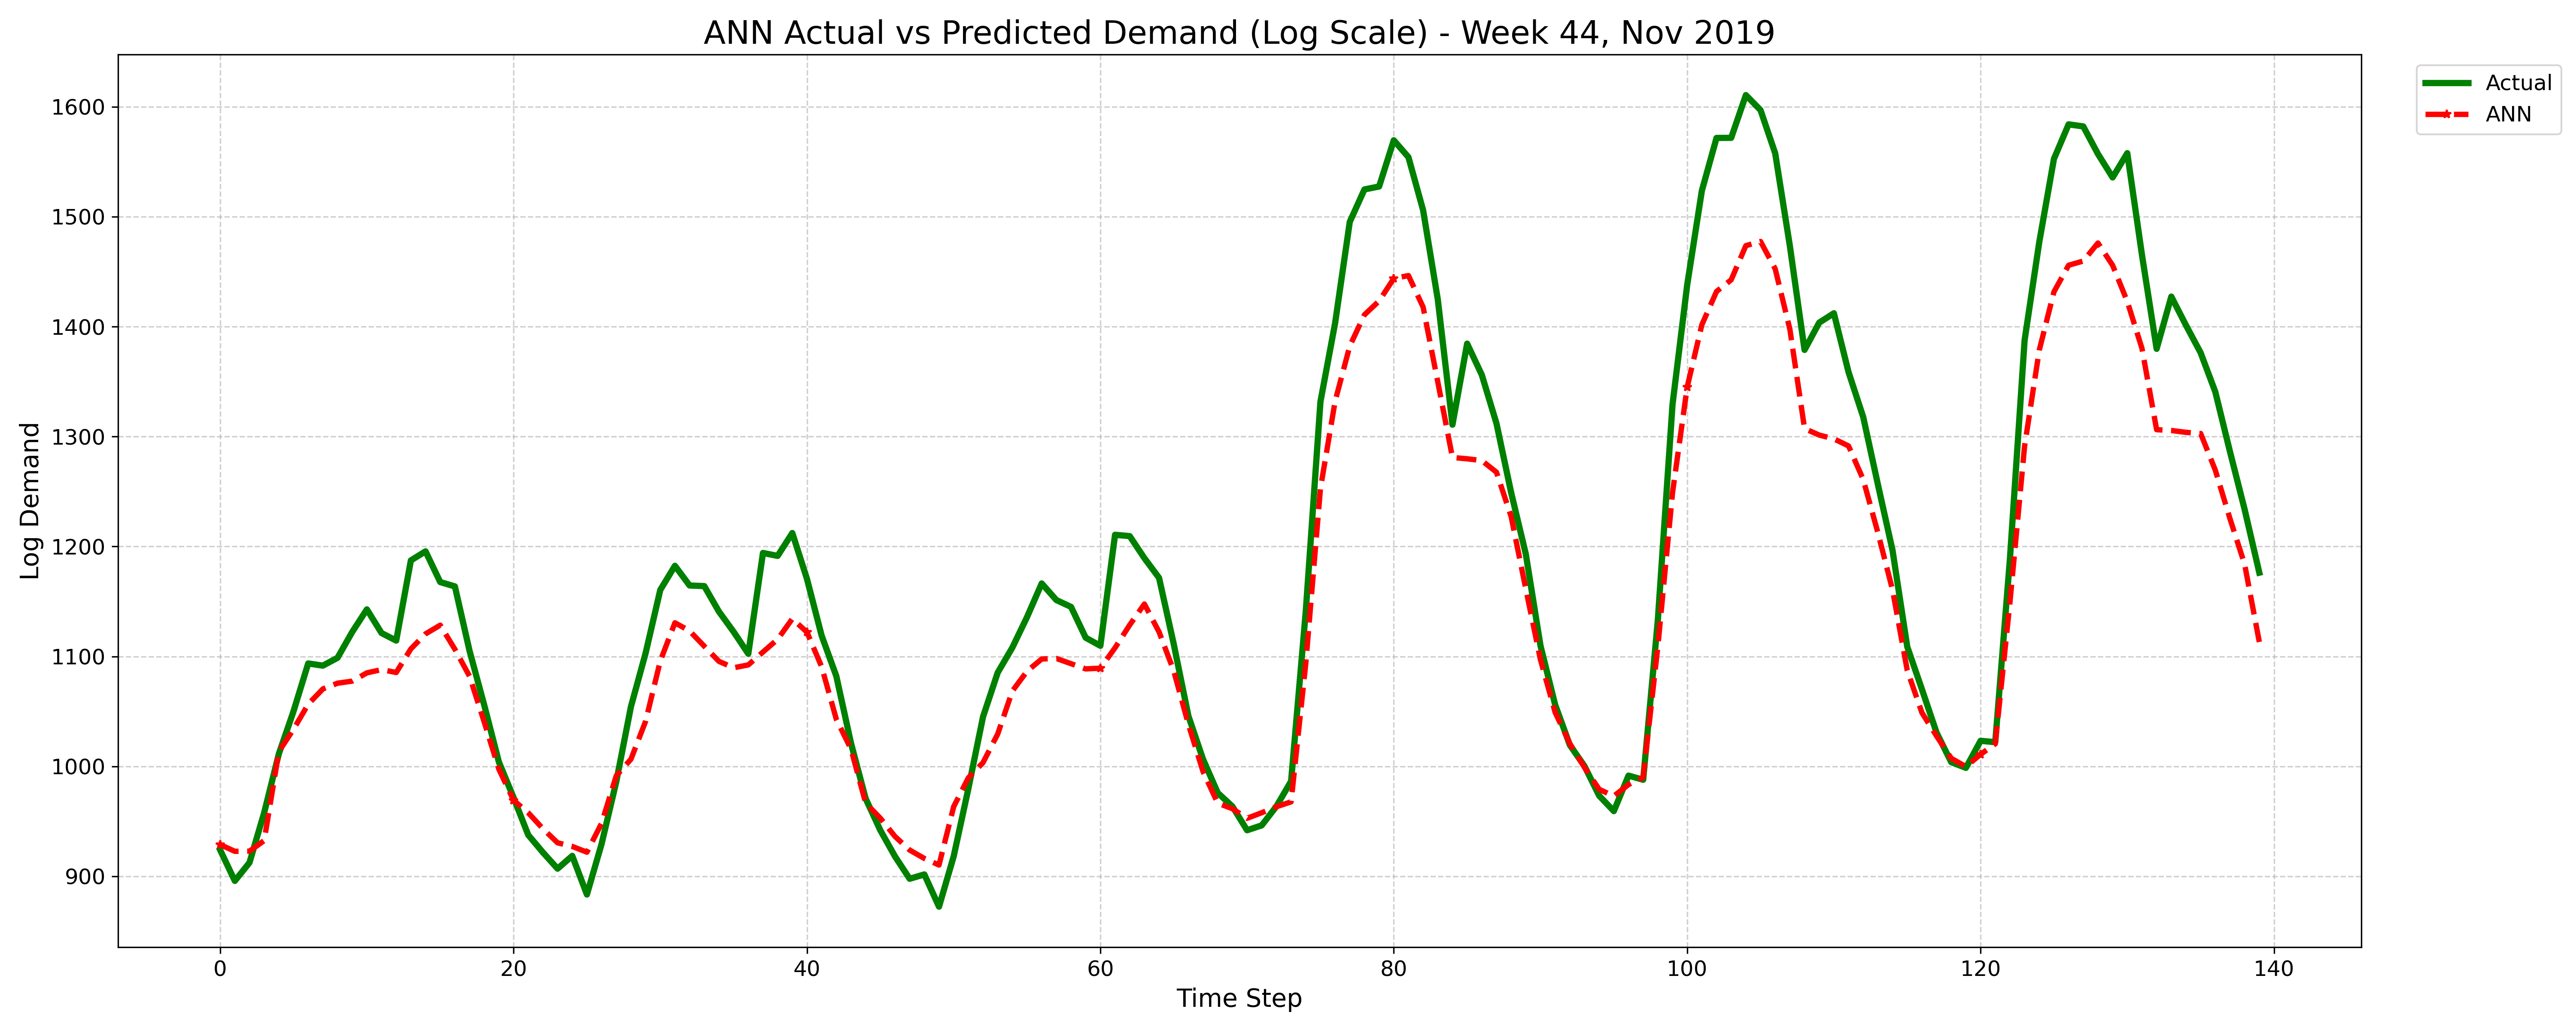 ANN Actual vs Predicted Demand (Log Scale) - Week 44, Nov 2019
Actual
ANN
1600
1500
1400
1300
1200
1100
1000
900
Log Demand
0 20 40 60 80 100 120 140
Time Step